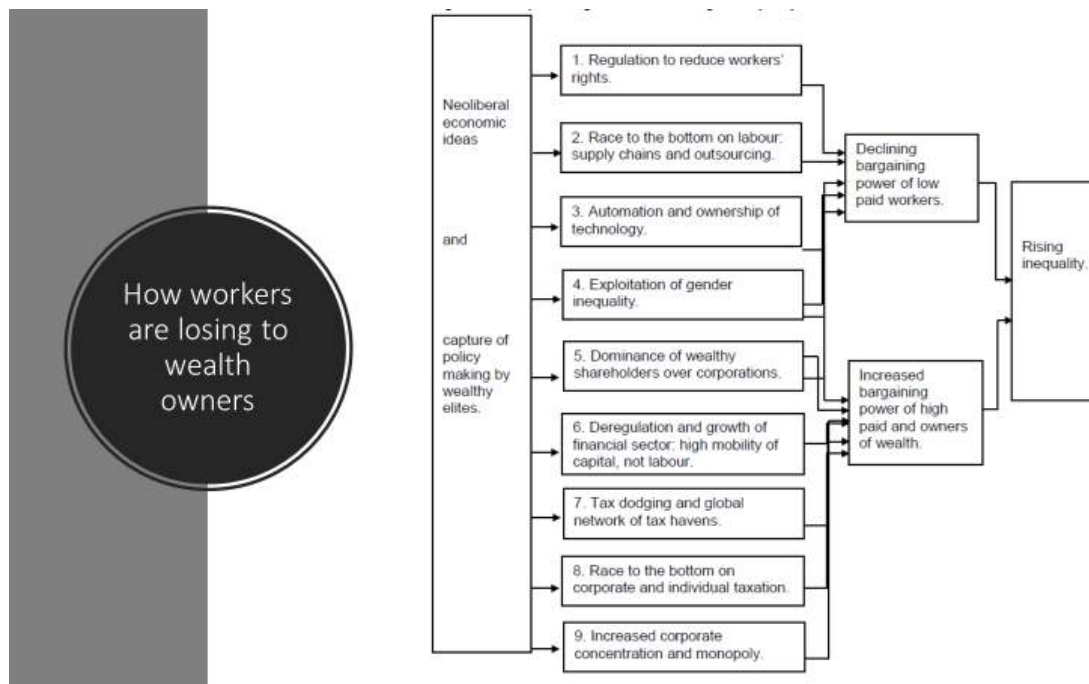 How workers
are losing to
wealth
owners
Neoliberal
economic
ideas
and
capture of
policy
making by
wealthy
elites.
1. Regulation to reduce workers'
rights.
2. Race to the bottom on labour:
supply chains and outsourcing.
3. Automation and ownership of
technology.
4. Exploitation of gender
inequality.
5. Dominance of wealthy
shareholders over corporations.
6. Deregulation and growth of
financial sector: high mobility of
capital, not labour.
7. Tax dodging and global
network of tax havens.
8. Race to the bottom on
corporate and individual taxation.
9. Increased corporate
concentration and monopoly.
Declining
bargaining
power of low
paid workers.
Increased
bargaining
power of high
paid and owners
of wealth.
Rising
inequality.